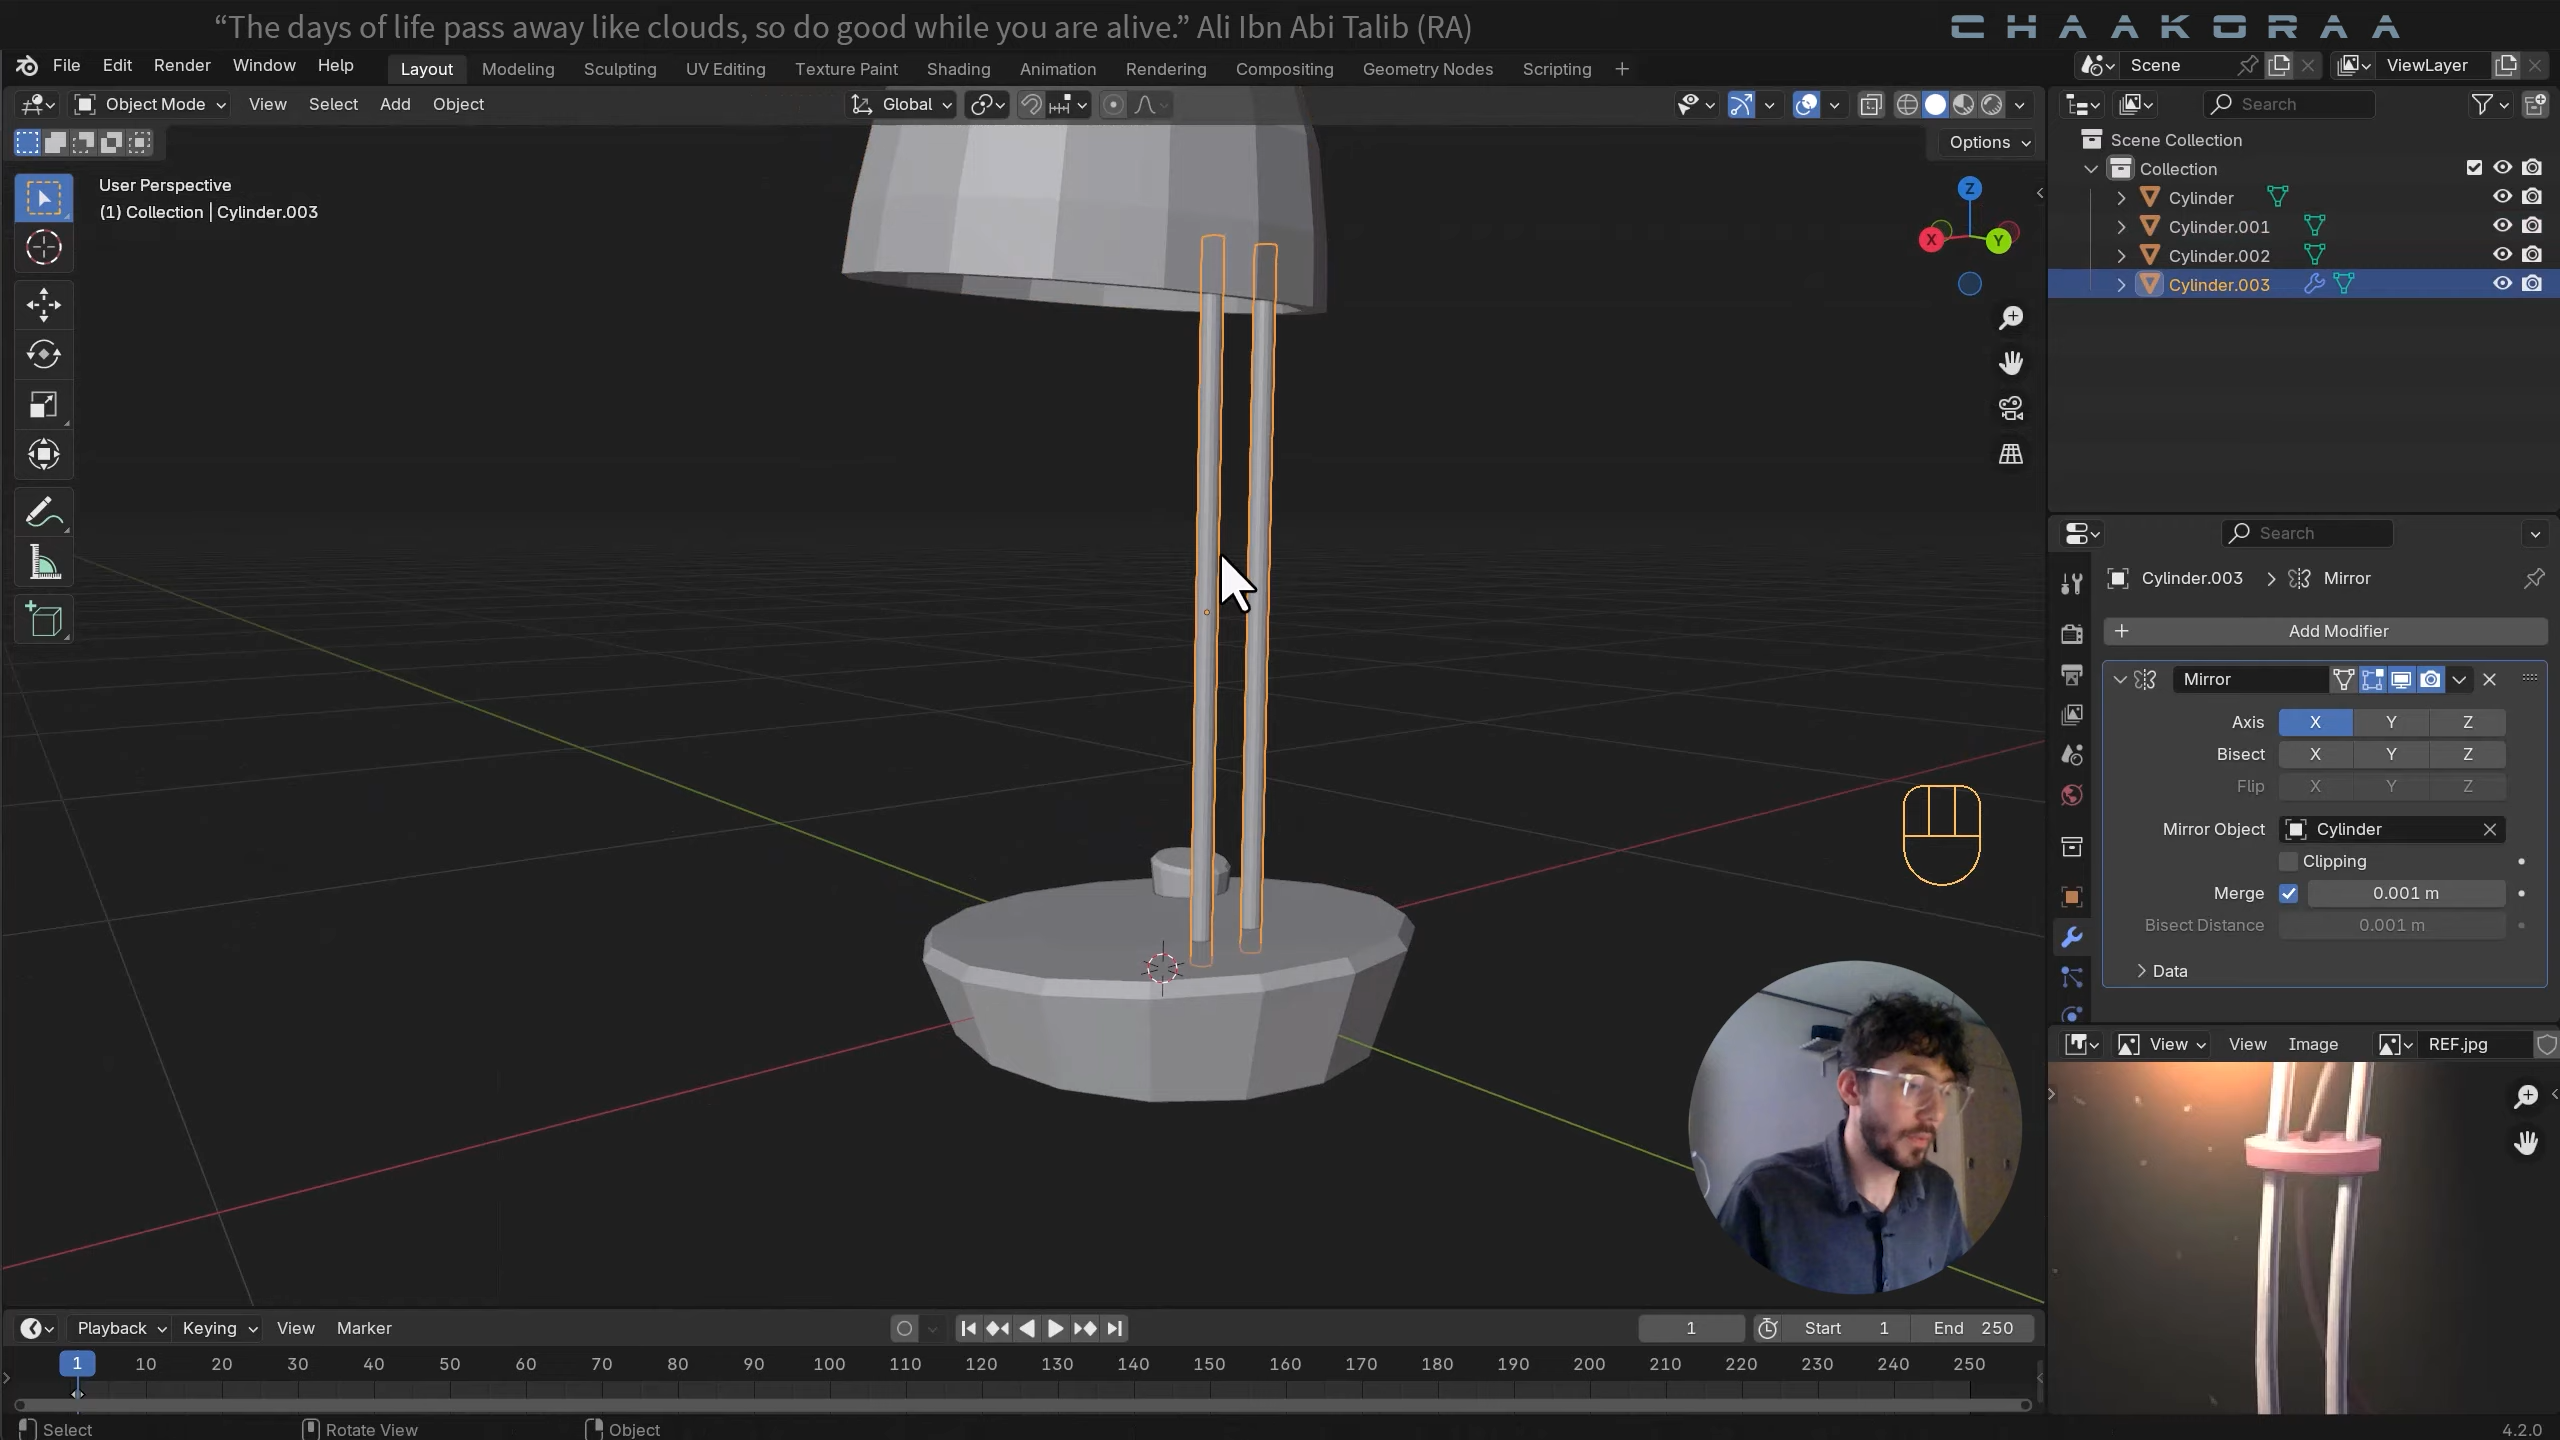 “The days of life pass away like clouds, so do good while you are alive.” Ali Ibn Abi Talib (RA)
CHAAKORAA
File Edit Render Window Help
Layout Modeling Sculpting UV Editing Texture Paint Shading Animation Rendering Compositing Geometry Nodes Scripting +
Scene
ViewLayer
Object Mode View Select Add Object
Global
Search
Options
User Perspective
(1) Collection | Cylinder.003
Z
X
Y
Scene Collection
Collection
Cylinder
Cylinder.001
Cylinder.002
Cylinder.003
Search
Cylinder.003 > Mirror
+ Add Modifier
Mirror
Axis X Y Z
Bisect X Y Z
Flip X Y Z
Mirror Object Cylinder
Clipping
Merge 0.001 m
Bisect Distance 0.001 m
Data
View View Image REF.jpg
Playback Keying View Marker
1 Start 1 End 250
1 10 20 30 40 50 60 70 80 90 100 110 120 130 140 150 160 170 180 190 200 210 220 230 240 250
Select Rotate View Object
4.2.0